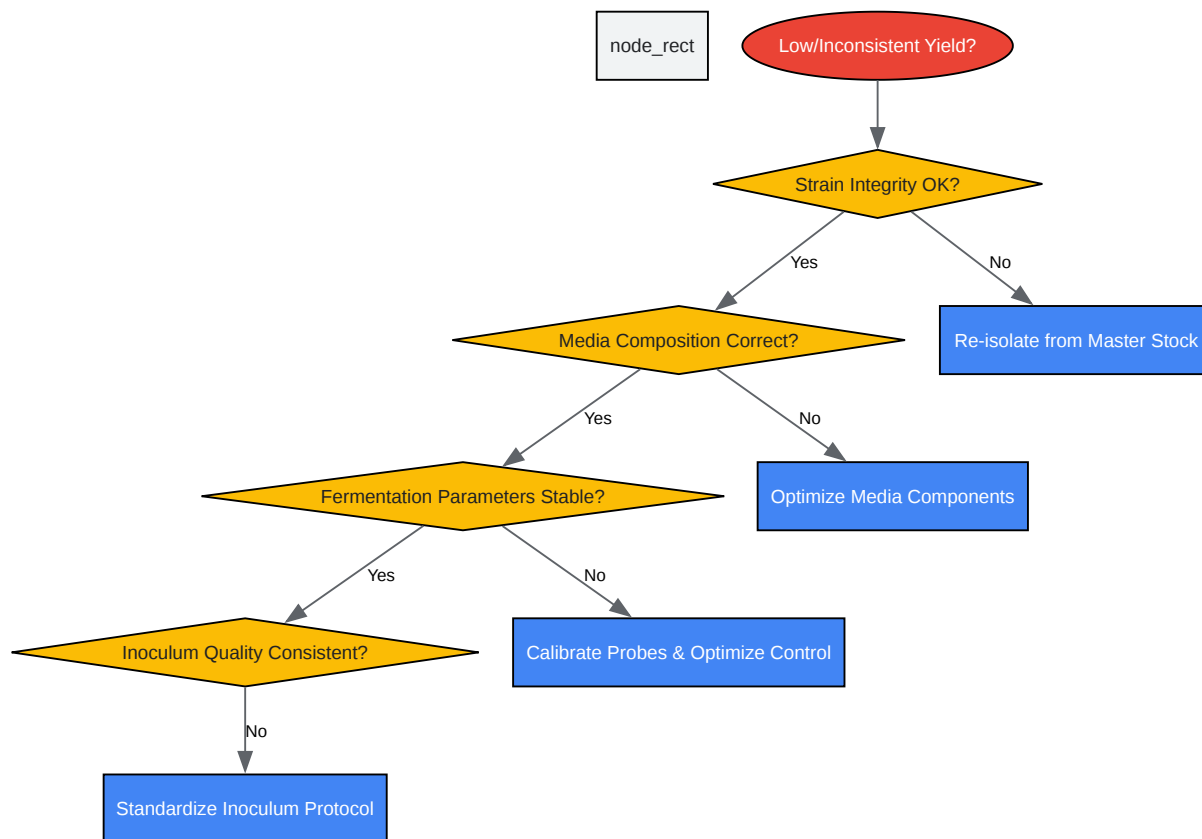 node_rect
Low/Inconsistent Yield?
Strain Integrity OK?
Yes
No
Media Composition Correct?
Re-isolate from Master Stock
Yes
No
Fermentation Parameters Stable?
Optimize Media Components
Yes
No
Inoculum Quality Consistent?
Calibrate Probes & Optimize Control
No
Standardize Inoculum Protocol